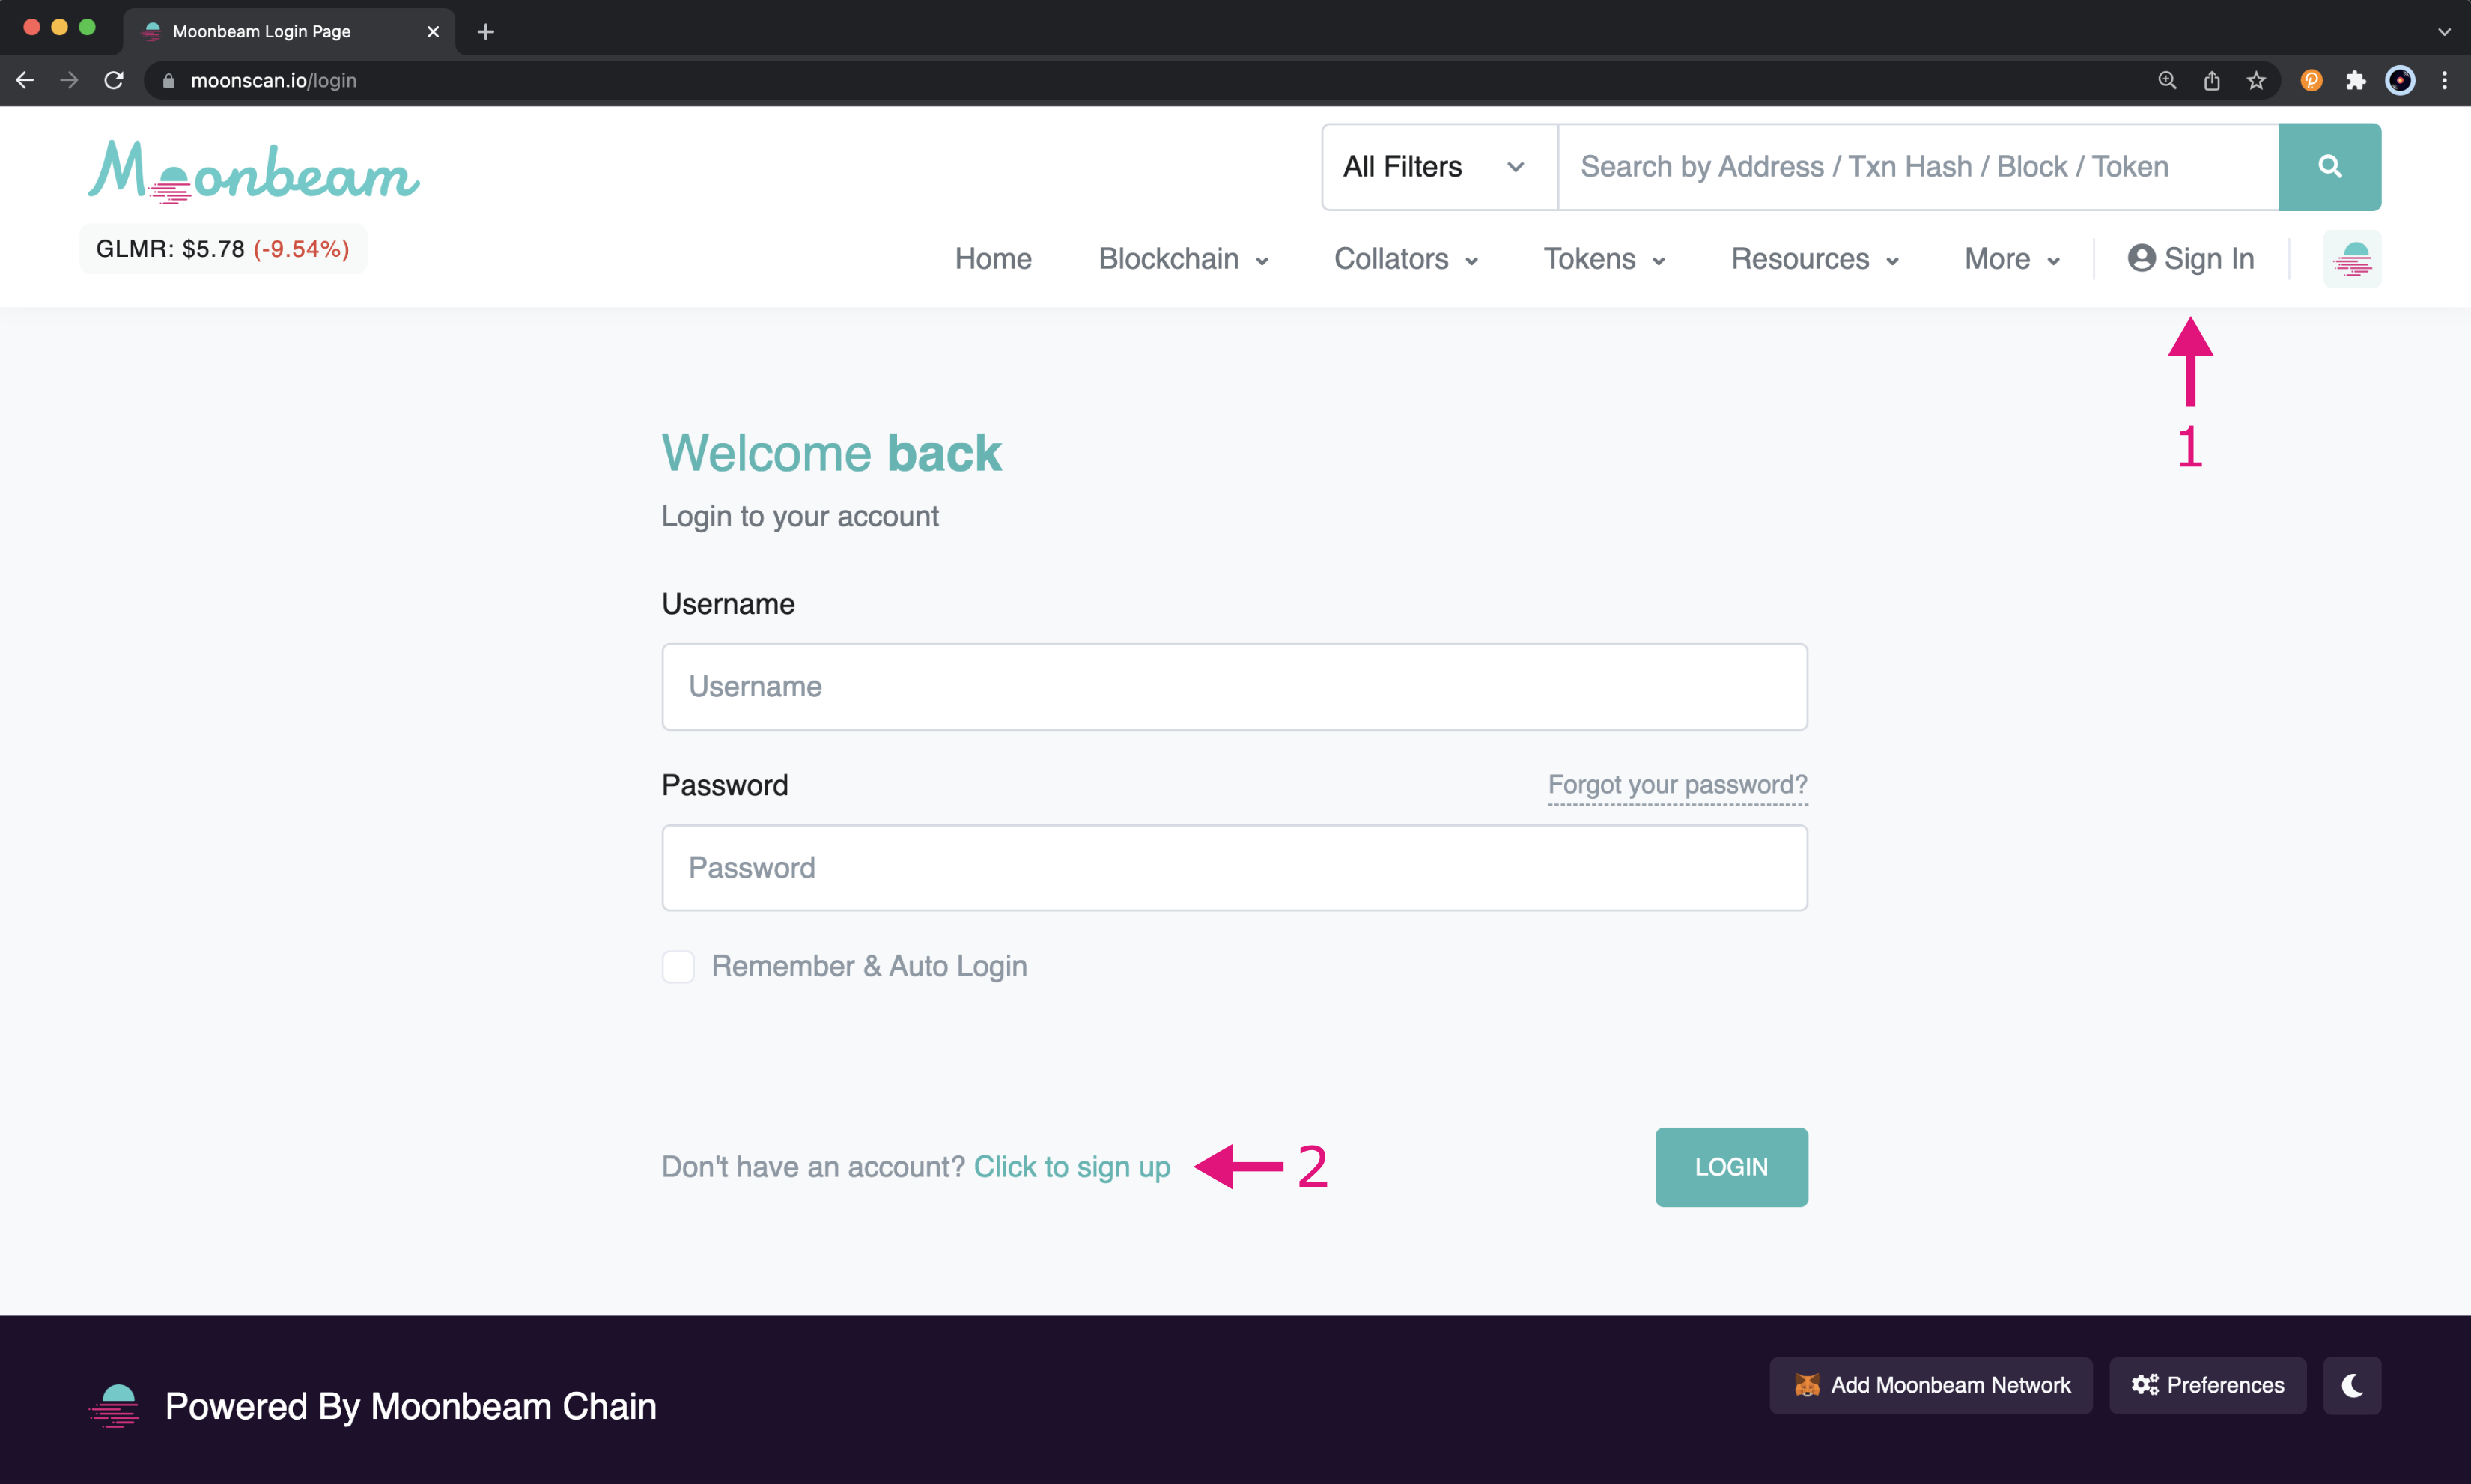 Moonbeam Login Page
moonscan.io/login
Moonbeam
All Filters
Search by Address / Txn Hash / Block / Token
GLMR: $5.78 (-9.54%)
Home Blockchain Collators Tokens Resources More Sign In
1
Welcome back
Login to your account
Username
Username
Password
Forgot your password?
Password
Remember & Auto Login
Don't have an account? Click to sign up
2
LOGIN
Powered By Moonbeam Chain
Add Moonbeam Network
Preferences